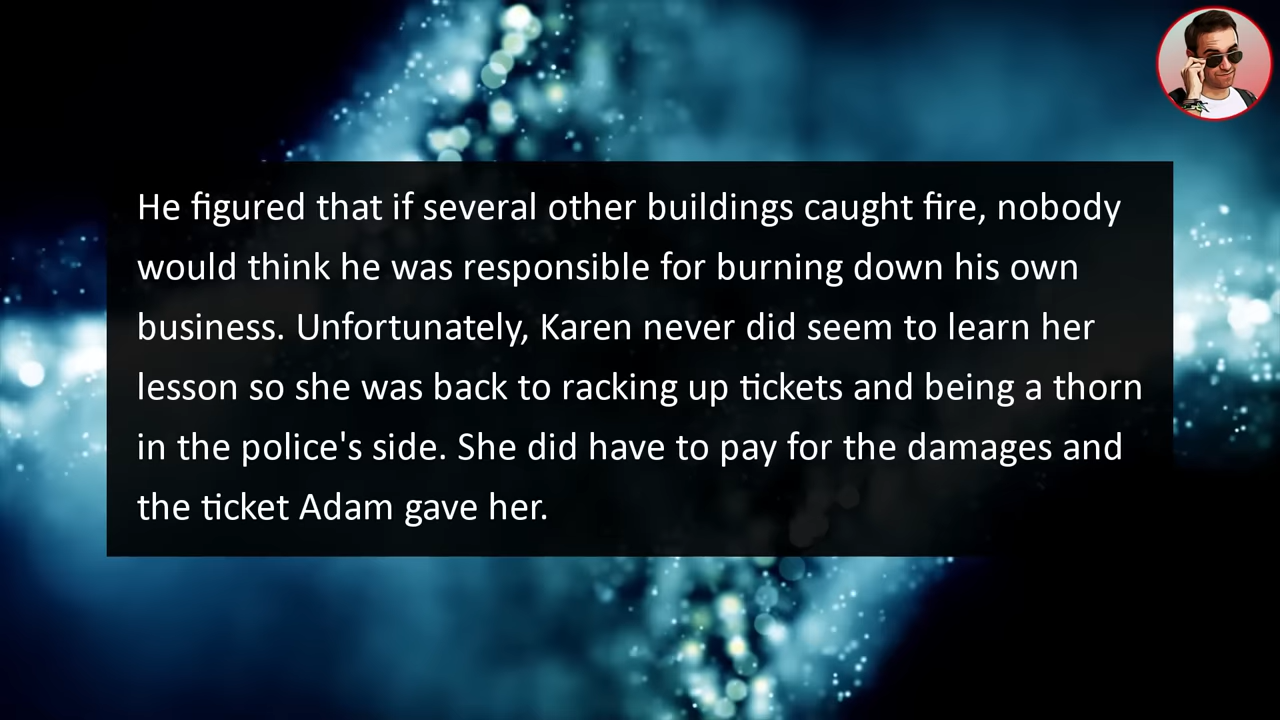 He figured that if several other buildings caught fire, nobody
would think he was responsible for burning down his own
business. Unfortunately, Karen never did seem to learn her
lesson so she was back to racking up tickets and being a thorn
in the police's side. She did have to pay for the damages and
the ticket Adam gave her.